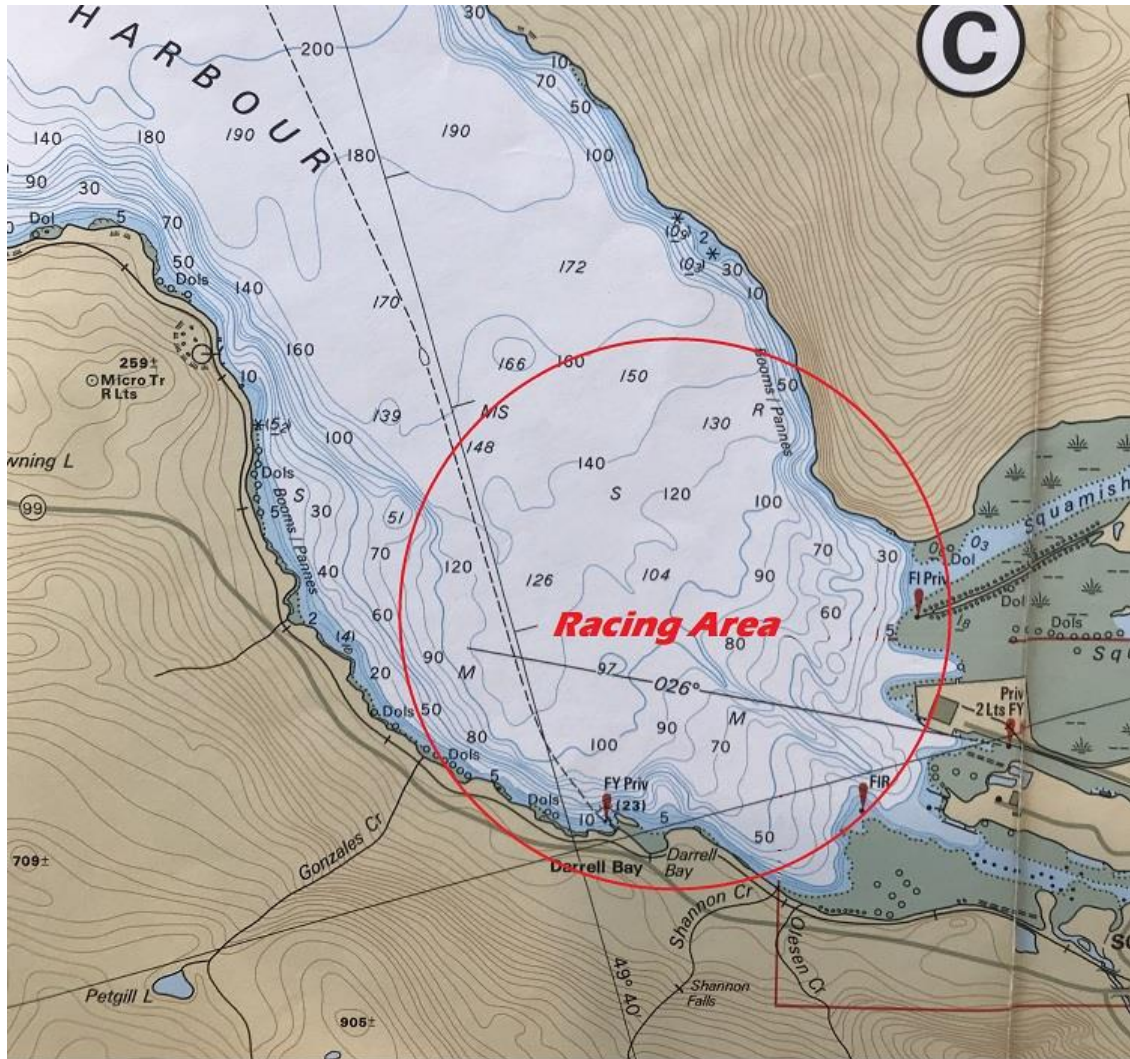 HARBOUR
C
30
10
70
50
200
140
180
190
190
100
180
90
30
Dol
5
70
50
Dols
140
(0₉)
2
(0₃)
30
10
172
170
160
259±
Micro Tr
R Lts
10
166
160
150
Booms / Pannes
50
139
MS
130
R
(5₂)
100
148
wning L
140
Dols
S
30
S
120
100
Squamish
99
5
51
Booms / Pannes
70
70
30
0₃
Dol
40
120
126
104
90
Fl Priv
Dol
60
60
1₈
Dols
2
Racing Area
15
80
Squ
20
90
M
97
026°
Priv
2 Lts FY
Dols
50
M
80
90
70
100
Dols
5
FY Priv
FlR
Dols
(23)
10
5
50
Gonzales Cr
Darrell Bay
Darrell
Bay
709±
Shannon Cr
Olesen Cr
49° 40'
Petgill L
Shannon
Falls
905±